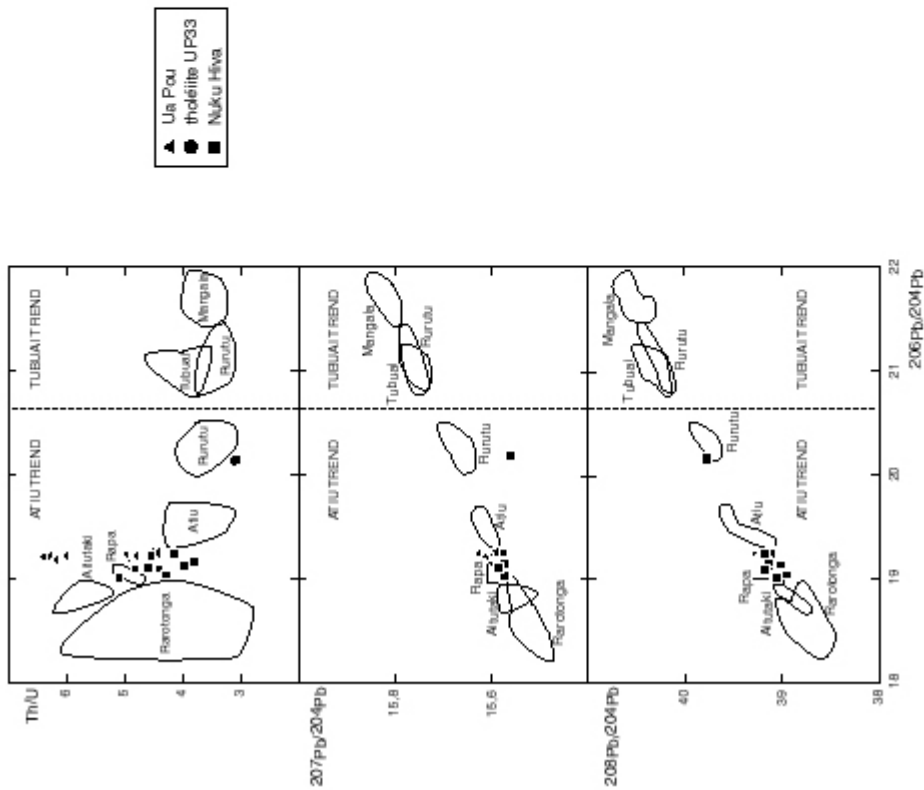 Ua Pou
tholéiite UP33
Nuku Hiva
Th/U
6
5
4
3
ATIU TREND
TUBUAI TREND
Aitutaki
Rapa
Rarotonga
Atiu
Rurutu
Tubuai
Rurutu
Mangaia
207Pb/204Pb
15,8
15,6
ATIU TREND
TUBUAI TREND
Rapa
Aitutaki
Rarotonga
Atiu
Rurutu
Tubuai
Rurutu
Mangaia
208Pb/204Pb
40
39
38
ATIU TREND
TUBUAI TREND
Rapa
Aitutaki
Rarotonga
Atiu
Rurutu
Tubuai
Rurutu
Mangaia
18
19
20
21
22
206Pb/204Pb